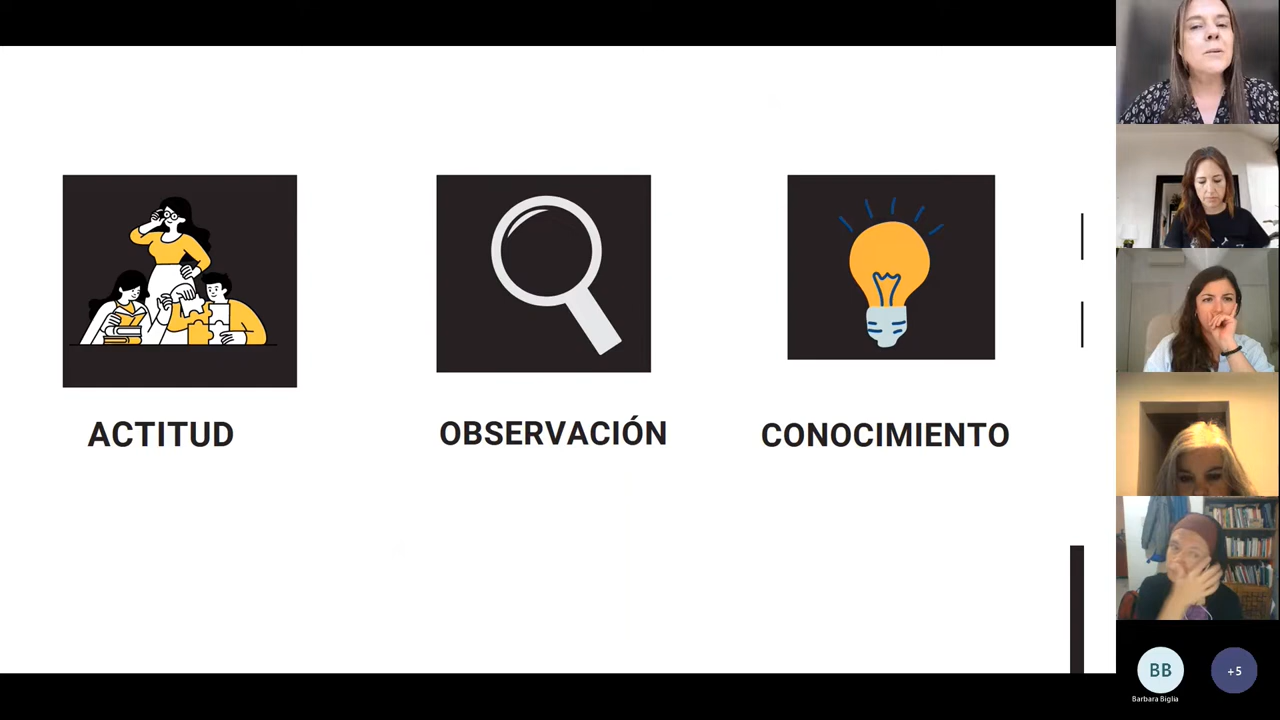 ACTITUD
OBSERVACIÓN
CONOCIMIENTO
BB
+5
Barbara Biglia